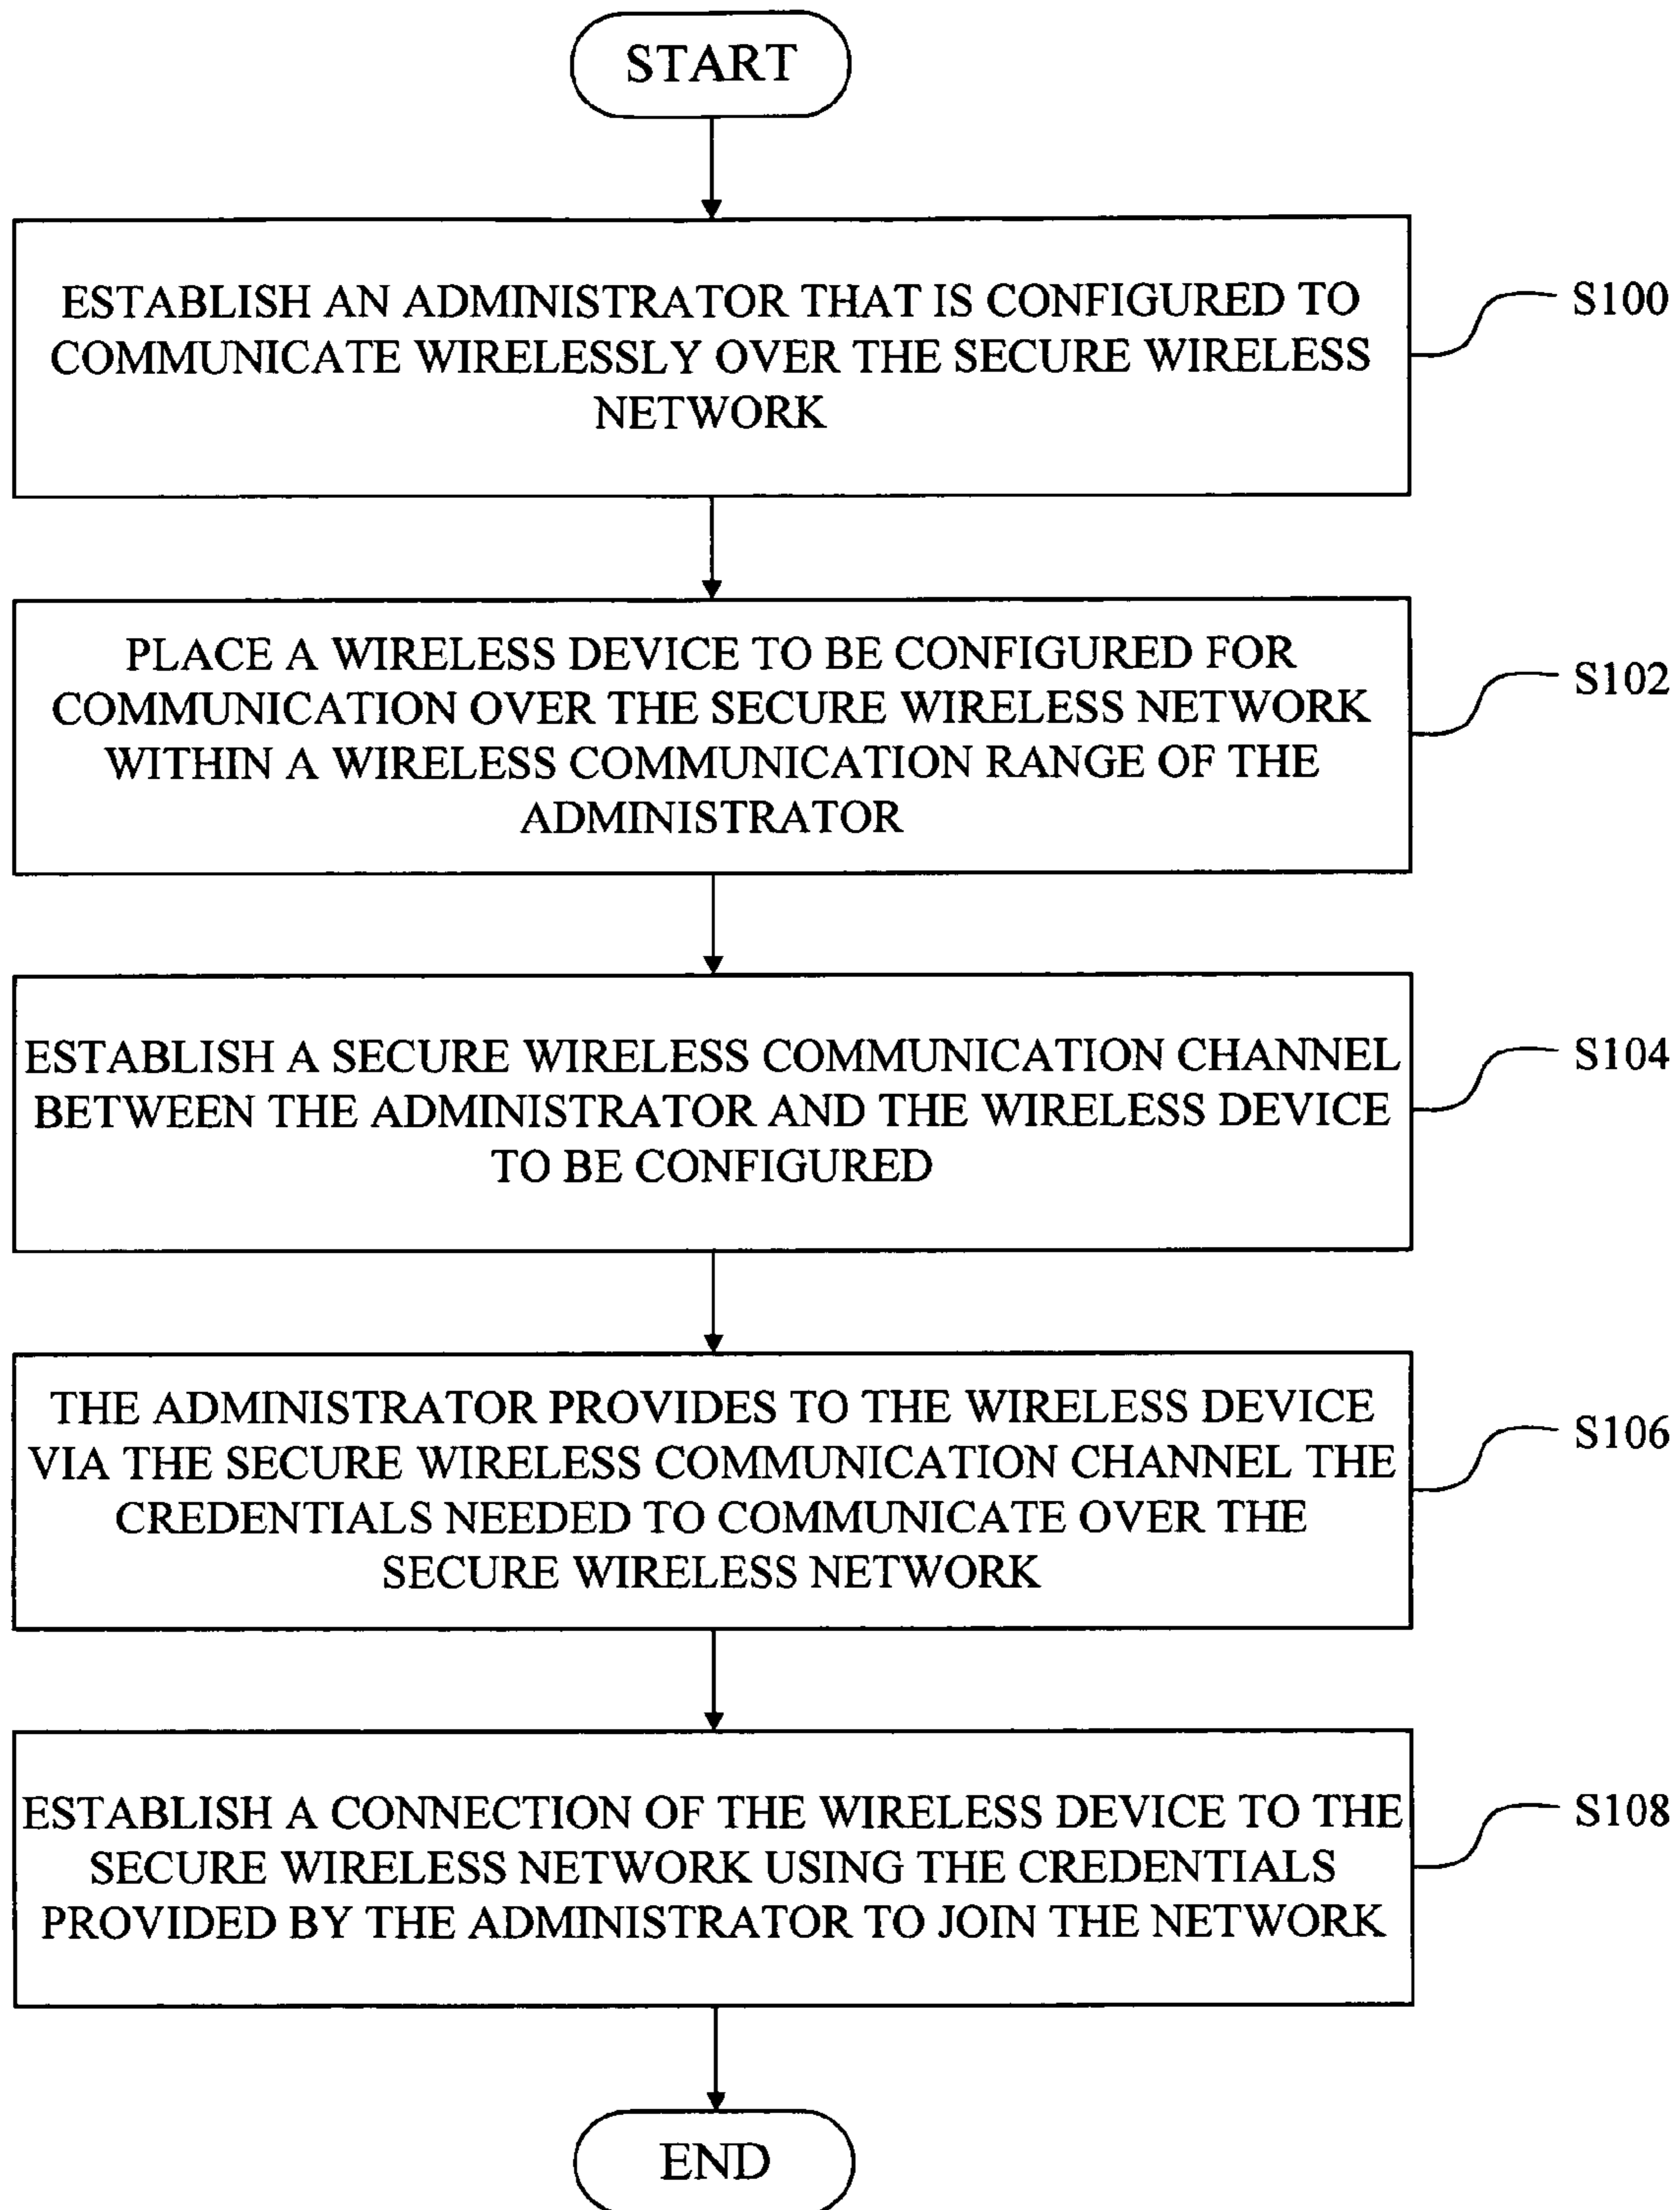 START
ESTABLISH AN ADMINISTRATOR THAT IS CONFIGURED TO
COMMUNICATE WIRELESSLY OVER THE SECURE WIRELESS
NETWORK
S100
PLACE A WIRELESS DEVICE TO BE CONFIGURED FOR
COMMUNICATION OVER THE SECURE WIRELESS NETWORK
WITHIN A WIRELESS COMMUNICATION RANGE OF THE
ADMINISTRATOR
S102
ESTABLISH A SECURE WIRELESS COMMUNICATION CHANNEL
BETWEEN THE ADMINISTRATOR AND THE WIRELESS DEVICE
TO BE CONFIGURED
S104
THE ADMINISTRATOR PROVIDES TO THE WIRELESS DEVICE
VIA THE SECURE WIRELESS COMMUNICATION CHANNEL THE
CREDENTIALS NEEDED TO COMMUNICATE OVER THE
SECURE WIRELESS NETWORK
S106
ESTABLISH A CONNECTION OF THE WIRELESS DEVICE TO THE
SECURE WIRELESS NETWORK USING THE CREDENTIALS
PROVIDED BY THE ADMINISTRATOR TO JOIN THE NETWORK
S108
END